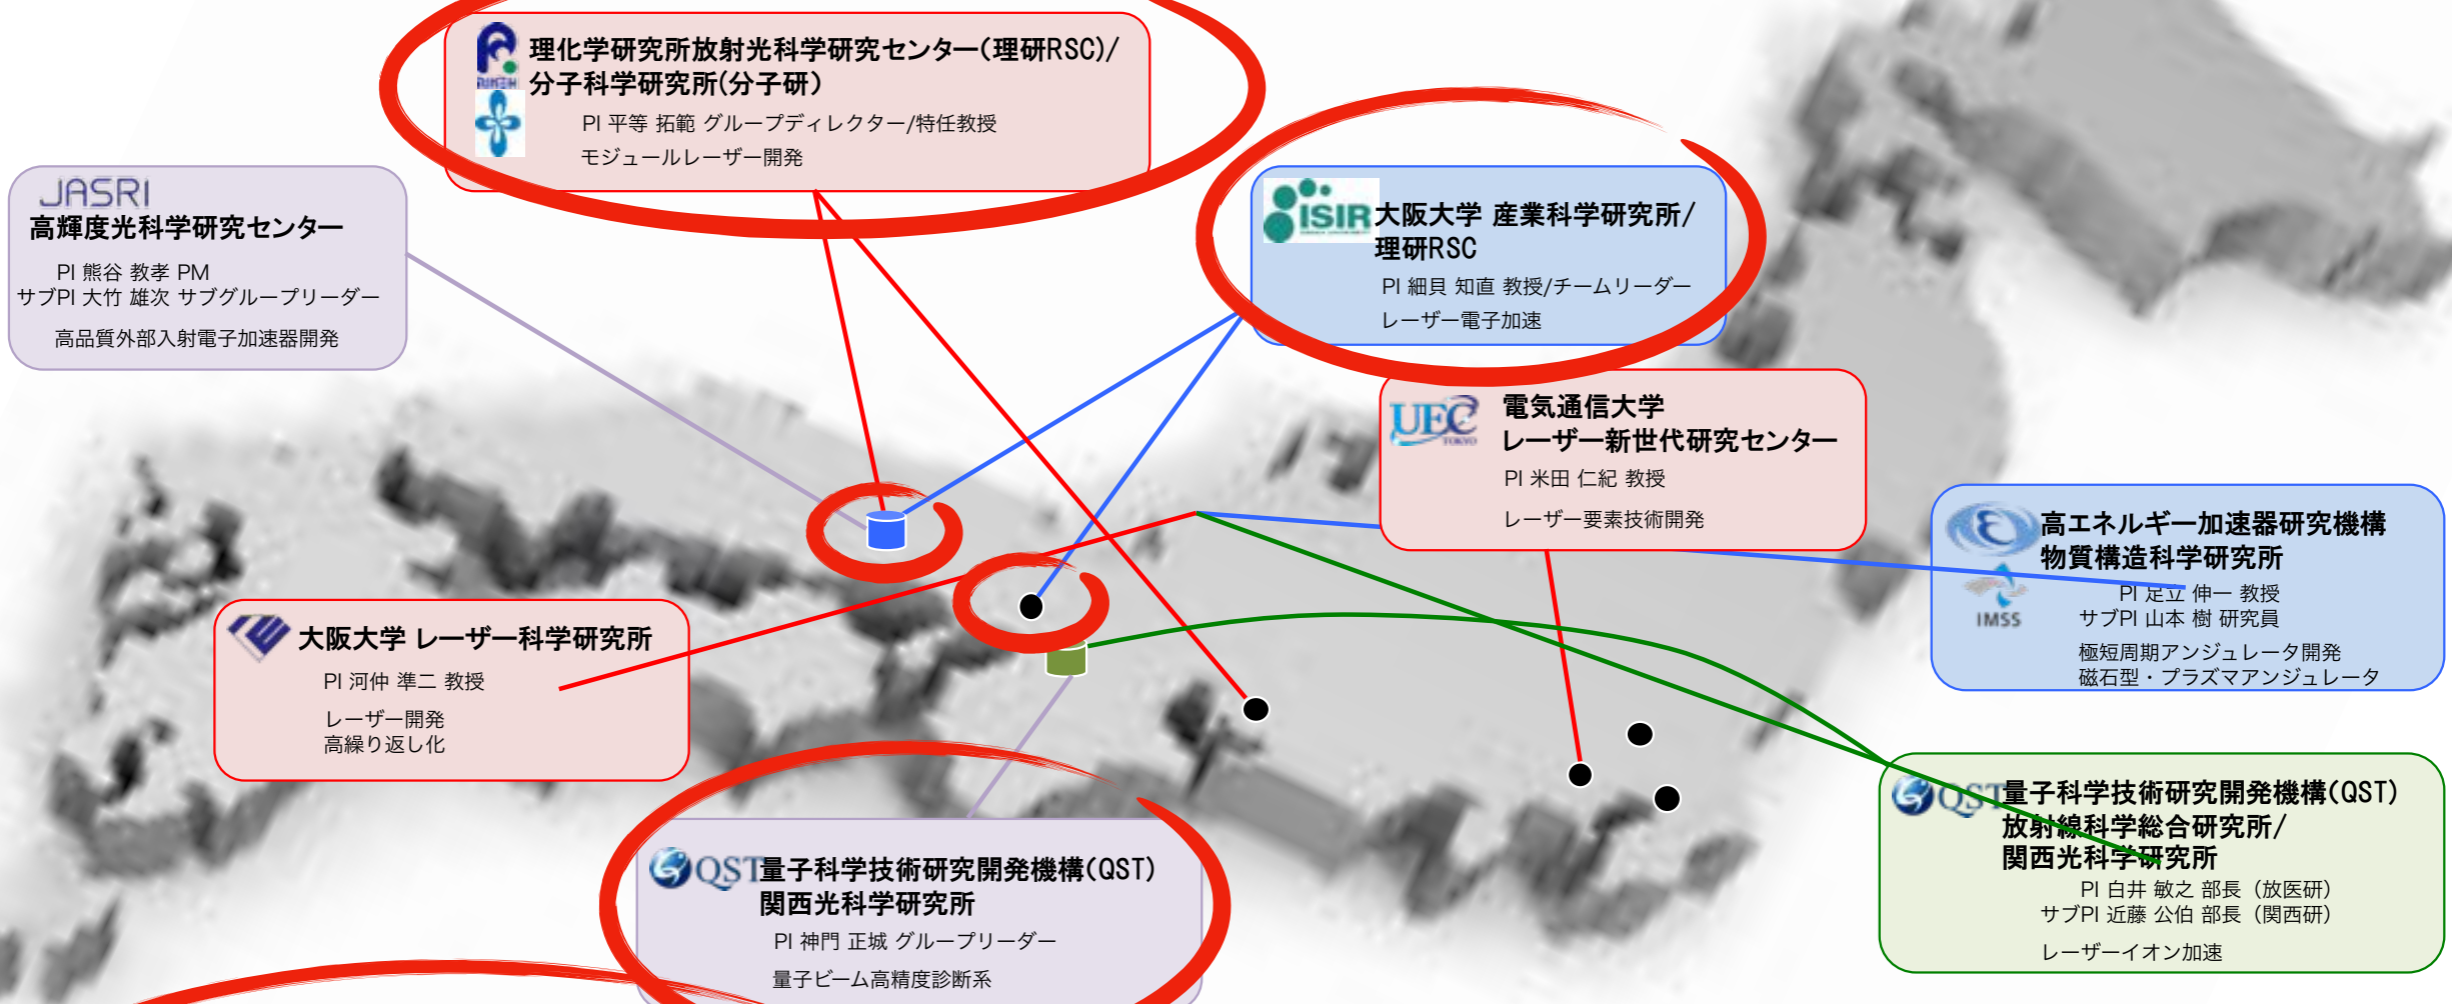 理化学研究所放射光科学研究センター(理研RSC)/
分子科学研究所(分子研)
PI 平等 拓範 グループディレクター/特任教授
モジュールレーザー開発
JASRI
高輝度光科学研究センター
PI 熊谷 教孝 PM
サブPI 大竹 雄次 サブグループリーダー
高品質外部入射電子加速器開発
ISIR
大阪大学 産業科学研究所/
理研RSC
PI 細貝 知直 教授/チームリーダー
レーザー電子加速
UEC
TOKYO
電気通信大学
レーザー新世代研究センター
PI 米田 仁紀 教授
レーザー要素技術開発
高エネルギー加速器研究機構
物質構造科学研究所
IMSS
PI 足立 伸一 教授
サブPI 山本 樹 研究員
極短周期アンジュレータ開発
磁石型・プラズマアンジュレータ
大阪大学 レーザー科学研究所
PI 河仲 準二 教授
レーザー開発
高繰り返し化
QST
量子科学技術研究開発機構(QST)
関西光科学研究所
PI 神門 正城 グループリーダー
量子ビーム高精度診断系
QST
量子科学技術研究開発機構(QST)
放射線科学総合研究所/
関西光科学研究所
PI 白井 敏之 部長（放医研）
サブPI 近藤 公伯 部長（関西研）
レーザーイオン加速